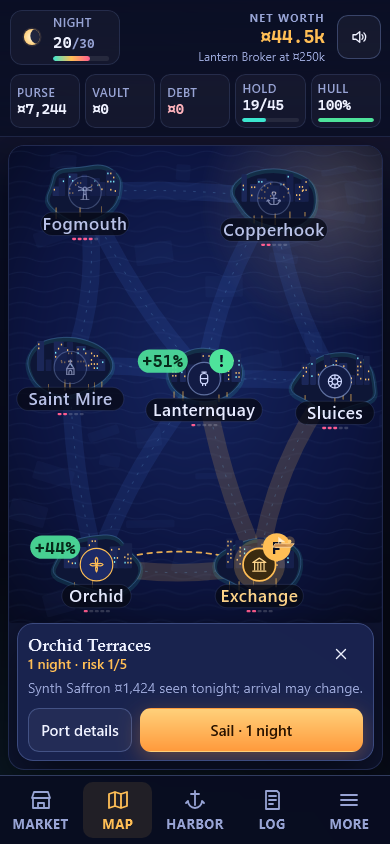 NIGHT
20/30
NET WORTH
¤44.5k
Lantern Broker at ¤250k
PURSE
¤7,244
VAULT
¤0
DEBT
¤0
HOLD
19/45
HULL
100%
Fogmouth
Copperhook
Saint Mire
+51%
!
Lanternquay
Sluices
+44%
Orchid
F
Exchange
Orchid Terraces
1 night · risk 1/5
Synth Saffron ¤1,424 seen tonight; arrival may change.
Port details
Sail · 1 night
MARKET
MAP
HARBOR
LOG
MORE